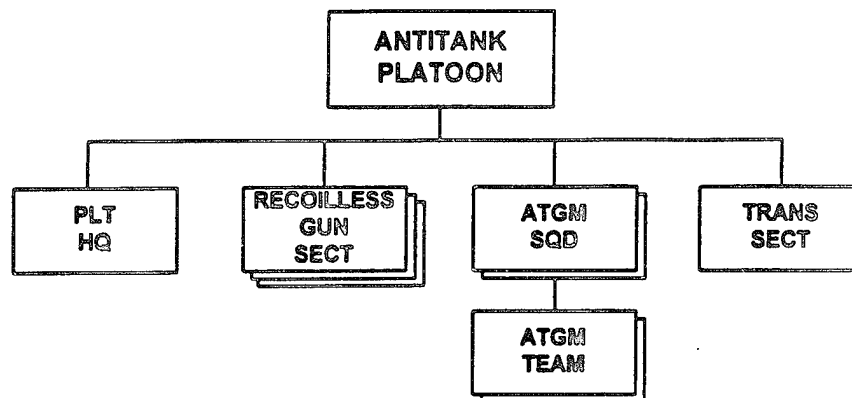 ANTITANK
PLATOON
PLT
HQ
RECOILLESS
GUN
SECT
ATGM
SQD
TRANS
SECT
ATGM
TEAM